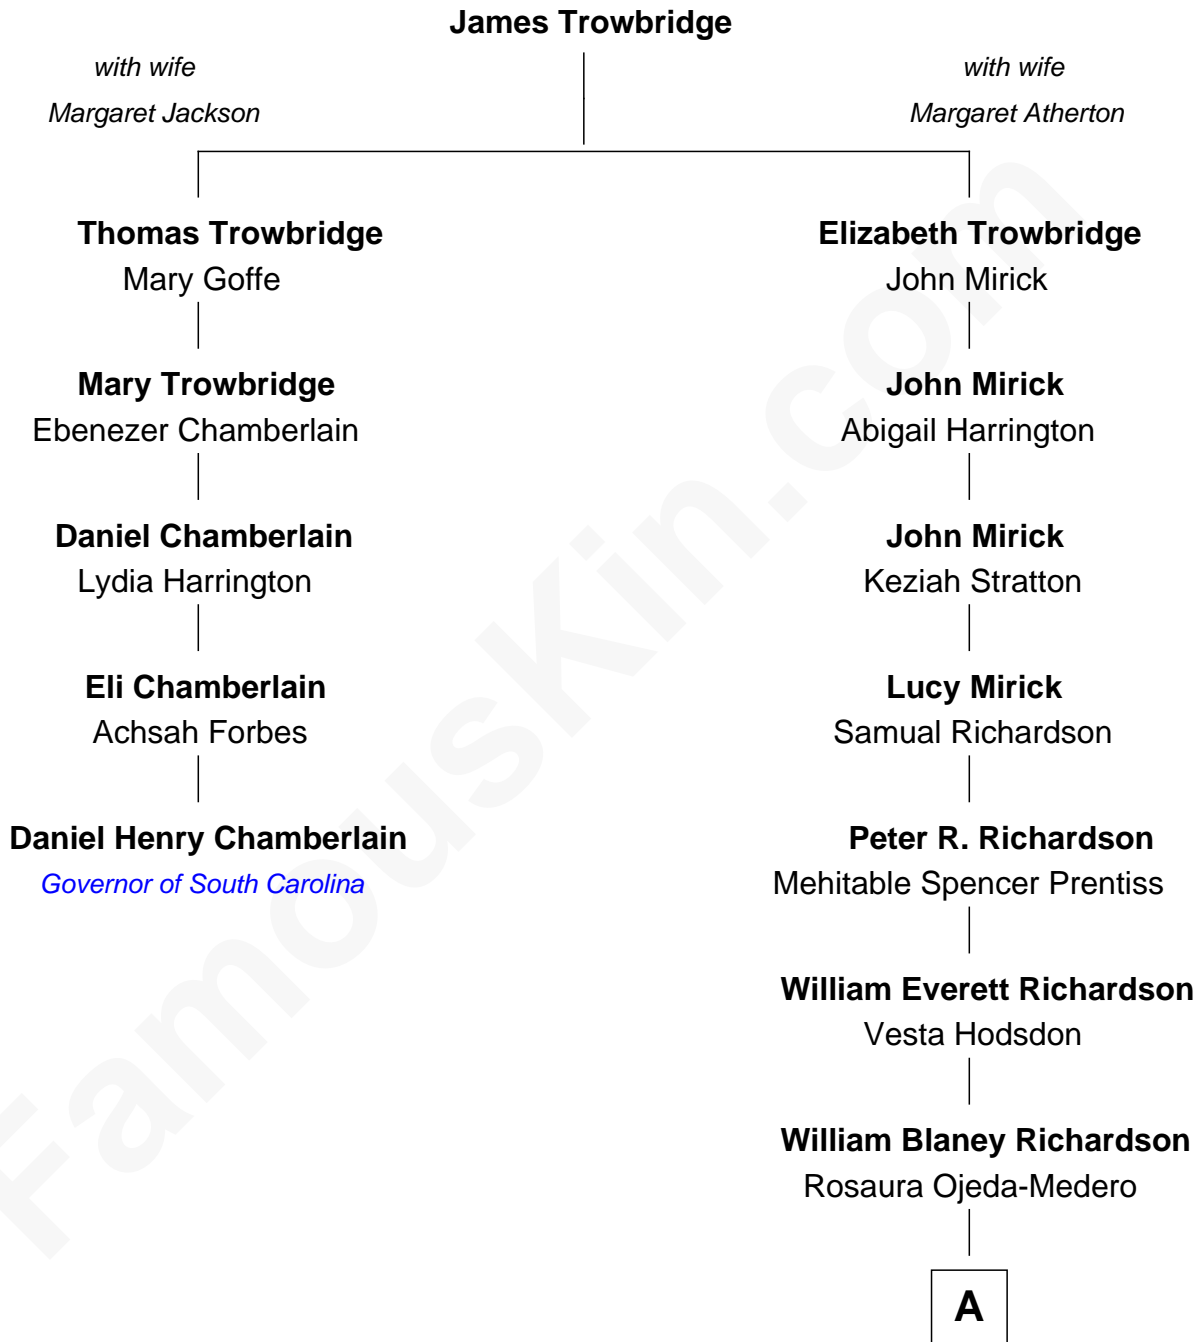 James Trowbridge
with wife
Margaret Jackson
with wife
Margaret Atherton
Thomas Trowbridge
Mary Goffe
Elizabeth Trowbridge
John Mirick
Mary Trowbridge
Ebenezer Chamberlain
John Mirick
Abigail Harrington
Daniel Chamberlain
Lydia Harrington
John Mirick
Keziah Stratton
Eli Chamberlain
Achsah Forbes
Lucy Mirick
Samual Richardson
Daniel Henry Chamberlain
Governor of South Carolina
Peter R. Richardson
Mehitable Spencer Prentiss
William Everett Richardson
Vesta Hodsdon
William Blaney Richardson
Rosaura Ojeda-Medero
A
FamousKin.com